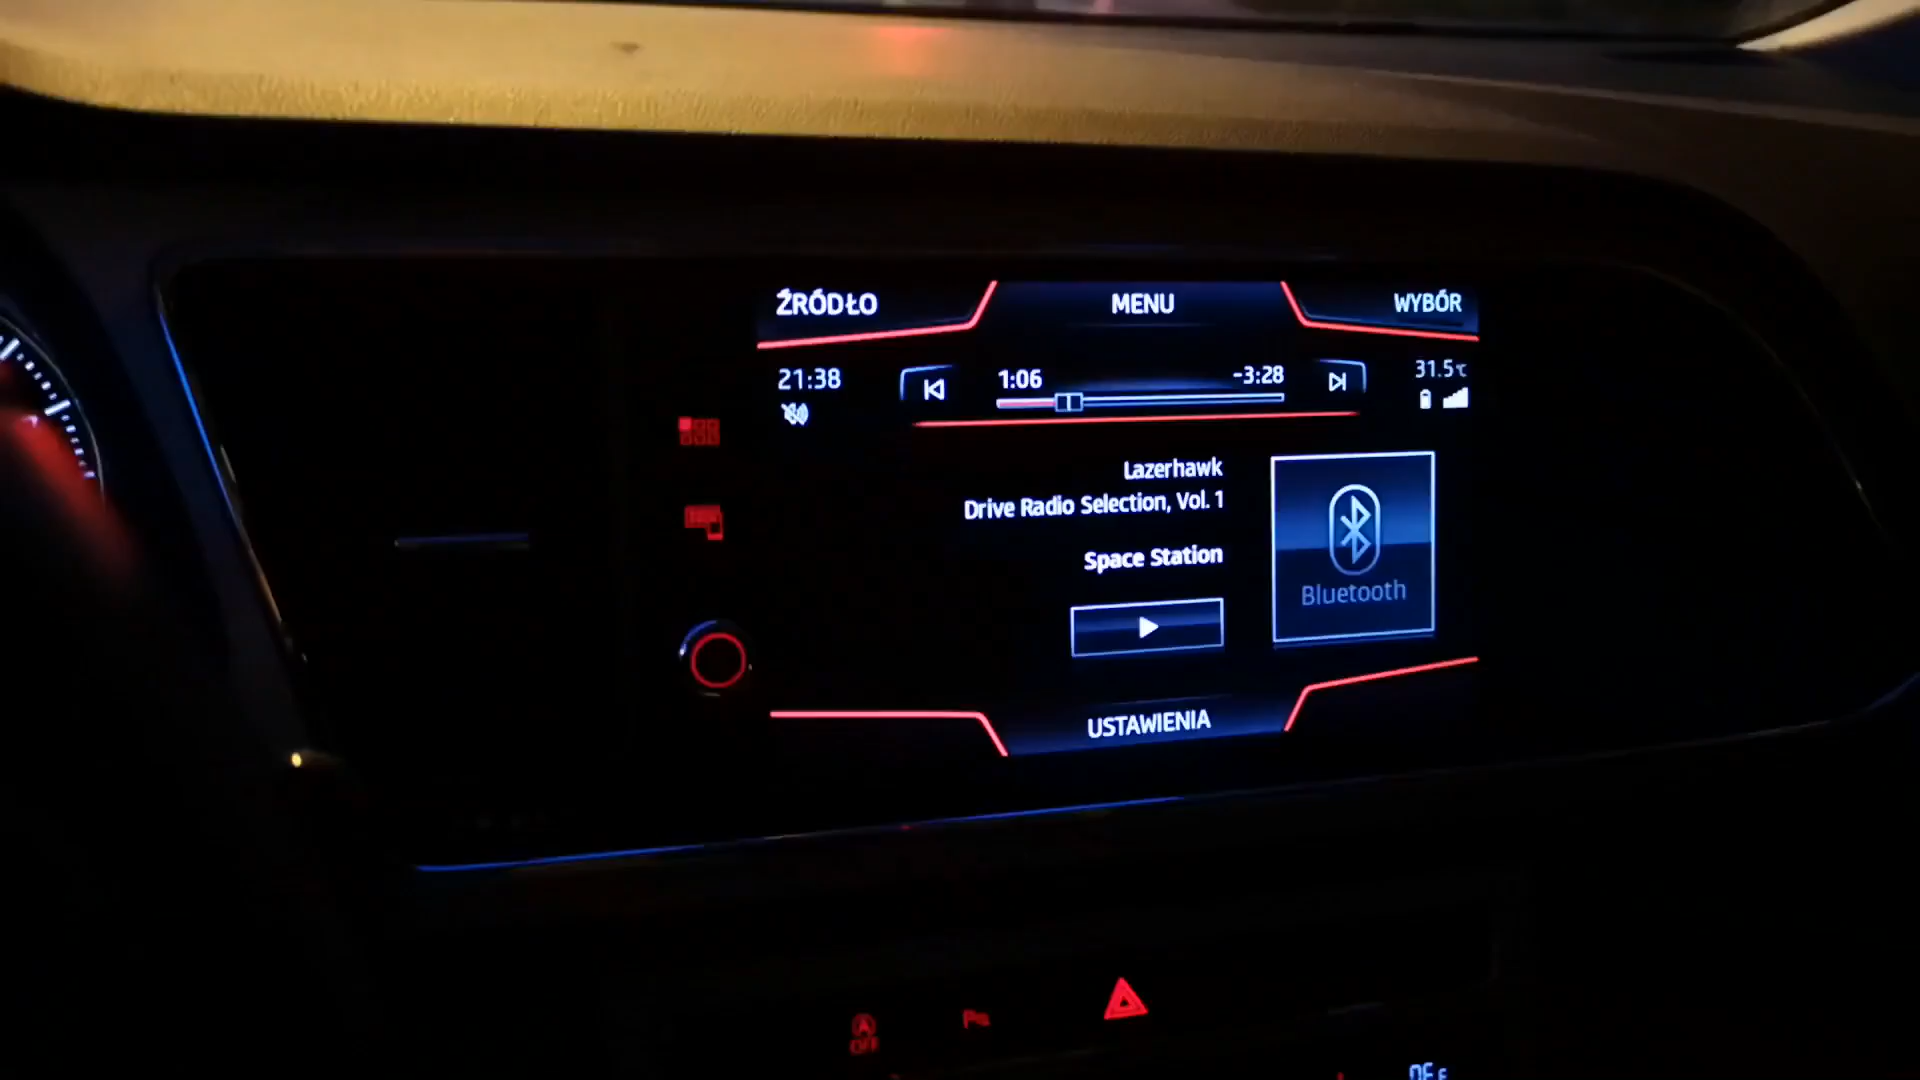 ŹRÓDŁO MENU WYBÓR
21:38 1:06 -3:28 31.5℃
Lazerhawk
Drive Radio Selection, Vol. 1
Space Station
Bluetooth
USTAWIENIA
A
OFF